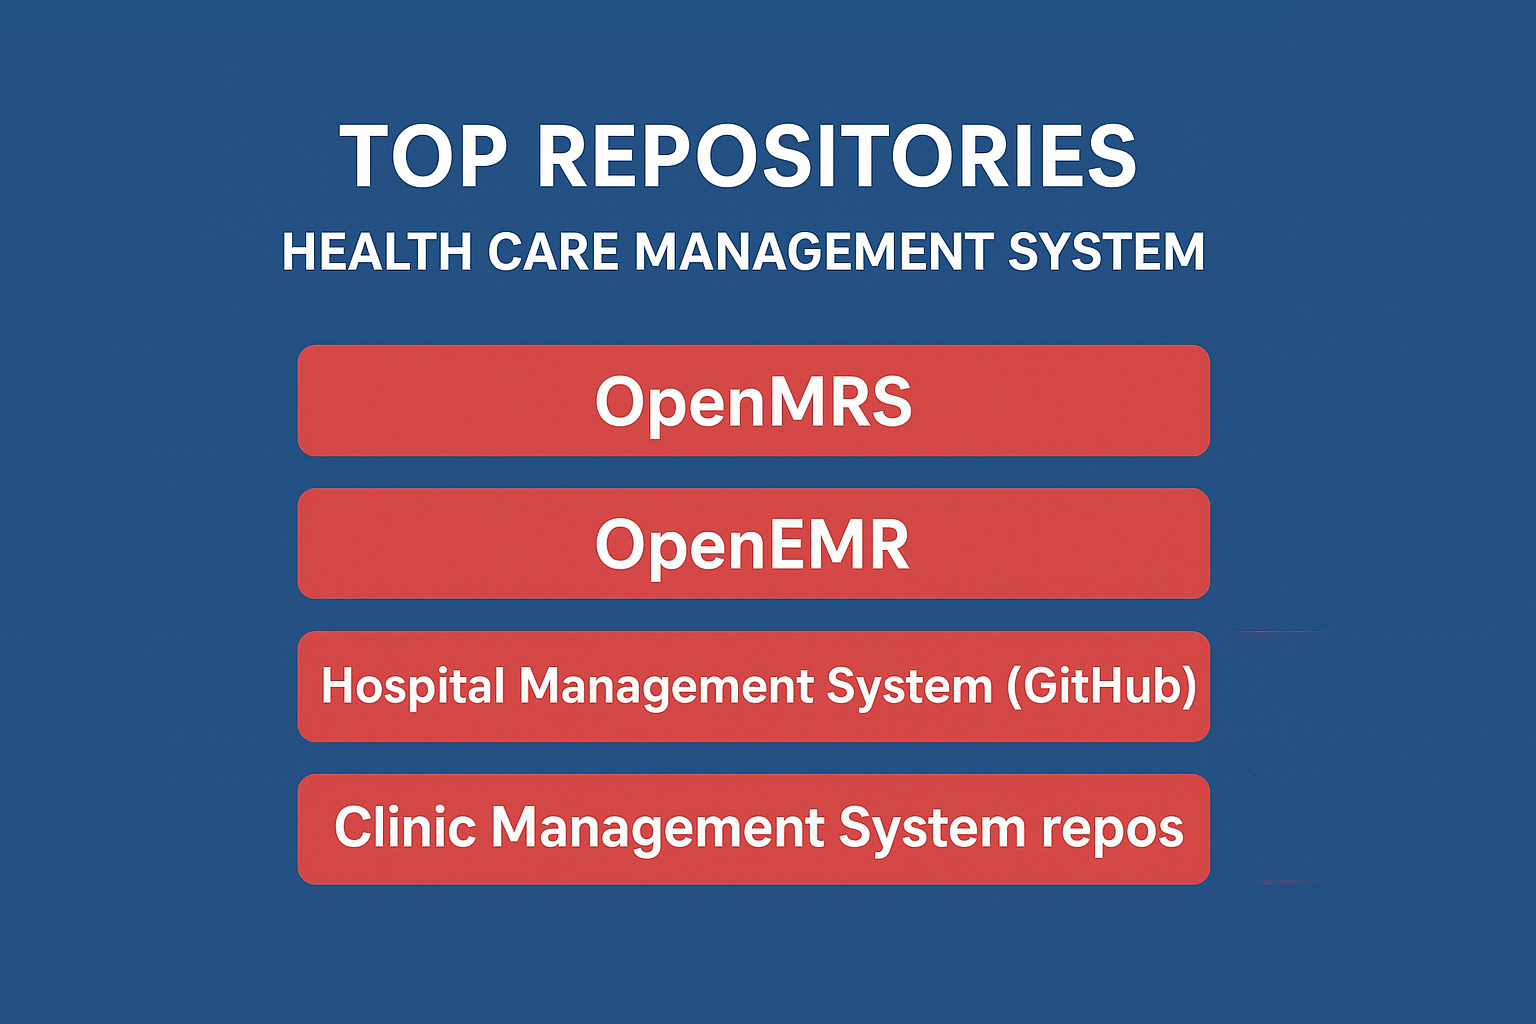 TOP REPOSITORIES
HEALTH CARE MANAGEMENT SYSTEM
OpenMRS
OpenEMR
Hospital Management System (GitHub)
Clinic Management System repos